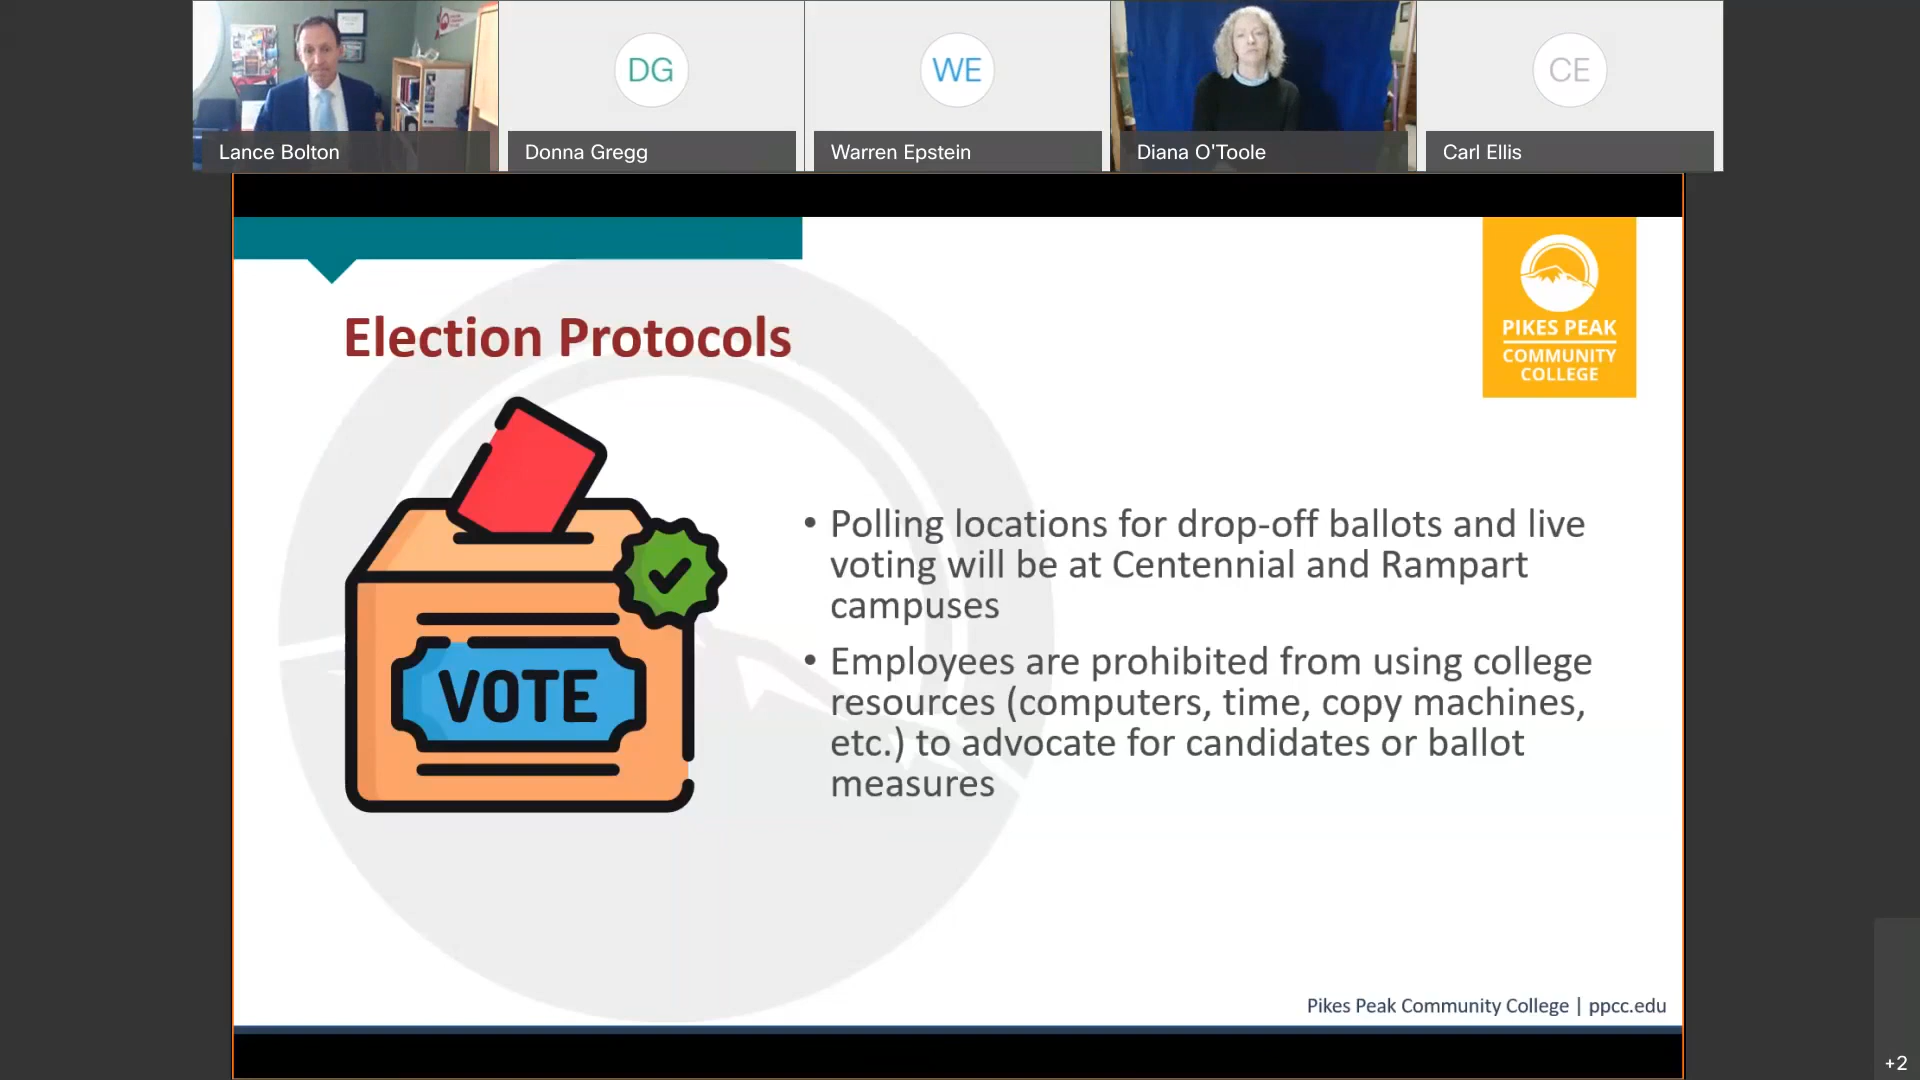 DG
WE
CE
Lance Bolton
Donna Gregg
Warren Epstein
Diana O'Toole
Carl Ellis
PIKES PEAK
COMMUNITY
COLLEGE
Election Protocols
• Polling locations for drop-off ballots and live
voting will be at Centennial and Rampart
campuses
• Employees are prohibited from using college
resources (computers, time, copy machines,
etc.) to advocate for candidates or ballot
measures
VOTE
Pikes Peak Community College | ppcc.edu
+2